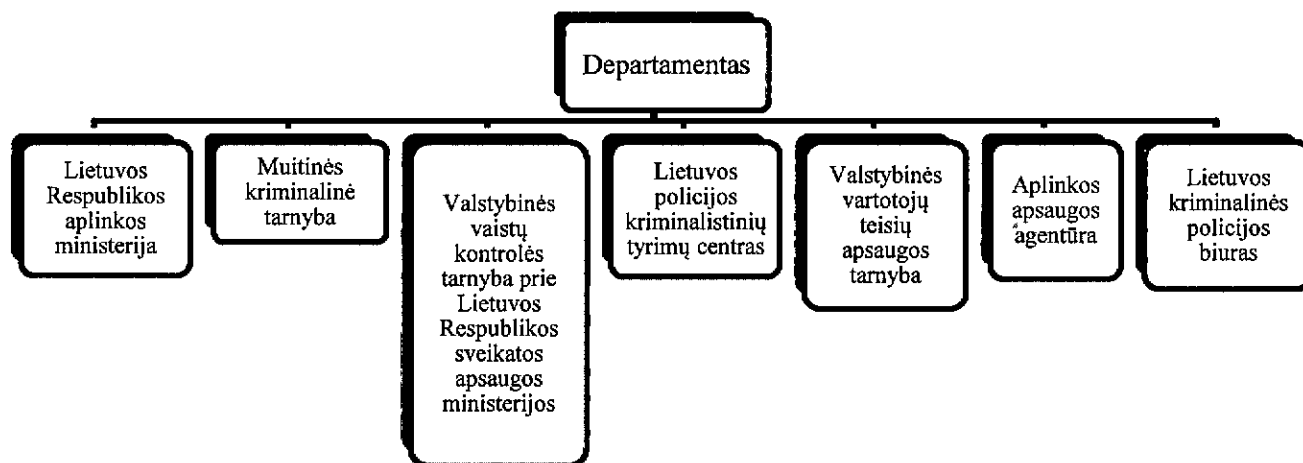 Departamentas
Lietuvos
Respublikos
aplinkos
ministerija
Muitinės
kriminalinė
tarnyba
Valstybinės
vaistų
kontrolės
tarnyba prie
Lietuvos
Respublikos
sveikatos
apsaugos
ministerijos
Lietuvos
policijos
kriminalistinių
tyrimų centras
Valstybinės
vartotojų
teisių
apsaugos
tarnyba
Aplinkos
apsaugos
agentūra
Lietuvos
kriminalinės
policijos
biuras